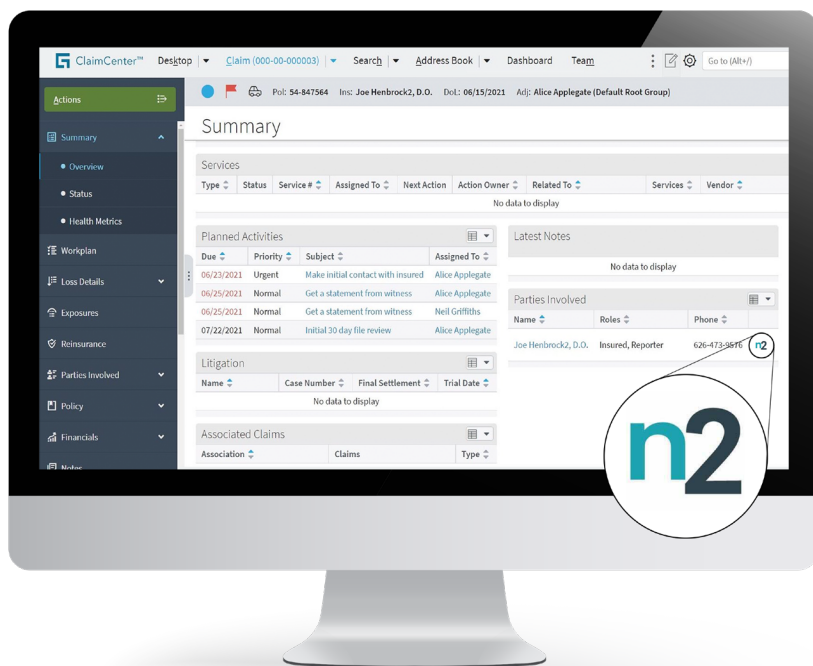 ClaimCenter™ Desktop Claim (000-00-000003) Search Address Book Dashboard Team Go to (Alt+/)
Actions
Pol: 54-847564 Ins: Joe Henbrock2, D.O. DoL: 06/15/2021 Adj: Alice Applegate (Default Root Group)
Summary
Overview
Status
Health Metrics
Workplan
Loss Details
Exposures
Reinsurance
Parties Involved
Policy
Financials
Notes
Summary
Services
Type Status Service # Assigned To Next Action Action Owner Related To Services Vendor
No data to display
Planned Activities
Due Priority Subject Assigned To
06/23/2021 Urgent Make initial contact with insured Alice Applegate
06/25/2021 Normal Get a statement from witness Alice Applegate
06/25/2021 Normal Get a statement from witness Neil Griffiths
07/22/2021 Normal Initial 30 day file review Alice Applegate
Litigation
Name Case Number Final Settlement Trial Date
No data to display
Associated Claims
Association Claims Type
Latest Notes
No data to display
Parties Involved
Name Roles Phone
Joe Henbrock2, D.O. Insured, Reporter 626-473-9576 n2
n2